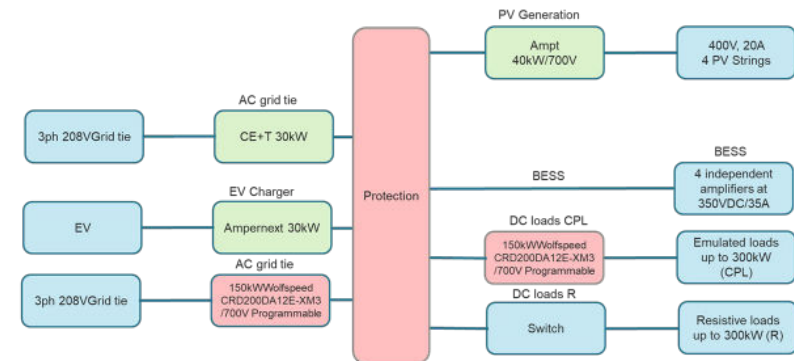 PV Generation
Ampt
40kW/700V
400V, 20A
4 PV Strings
AC grid tie
3ph 208VGrid tie
CE+T 30kW
Protection
BESS
BESS
4 independent
amplifiers at
350VDC/35A
EV Charger
EV
Ampernext 30kW
DC loads CPL
150kWWolfspeed
CRD200DA12E-XM3
/700V Programmable
Emulated loads
up to 300kW
(CPL)
AC grid tie
3ph 208VGrid tie
150kWWolfspeed
CRD200DA12E-XM3
/700V Programmable
DC loads R
Switch
Resistive loads
up to 300kW (R)